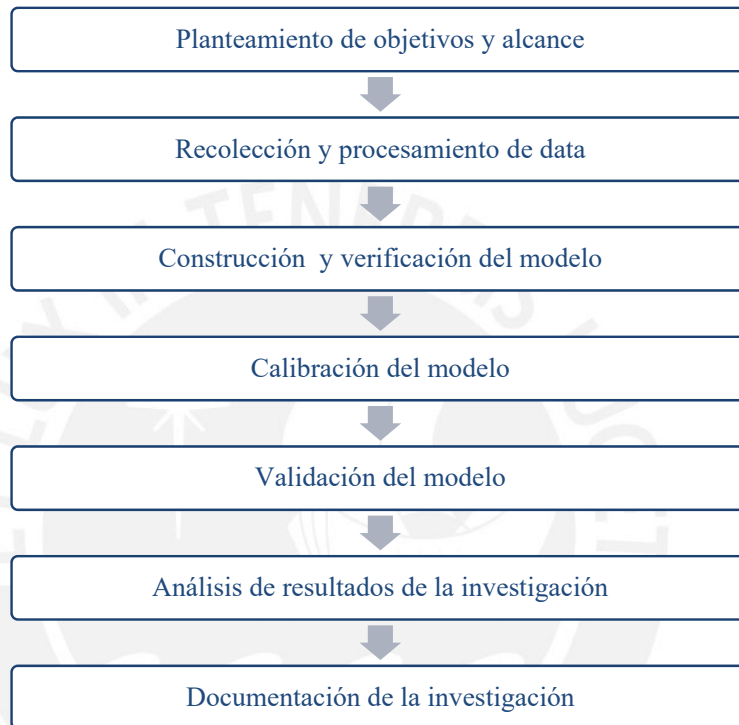 Planteamiento de objetivos y alcance
Recolección y procesamiento de data
Construcción y verificación del modelo
Calibración del modelo
Validación del modelo
Análisis de resultados de la investigación
Documentación de la investigación